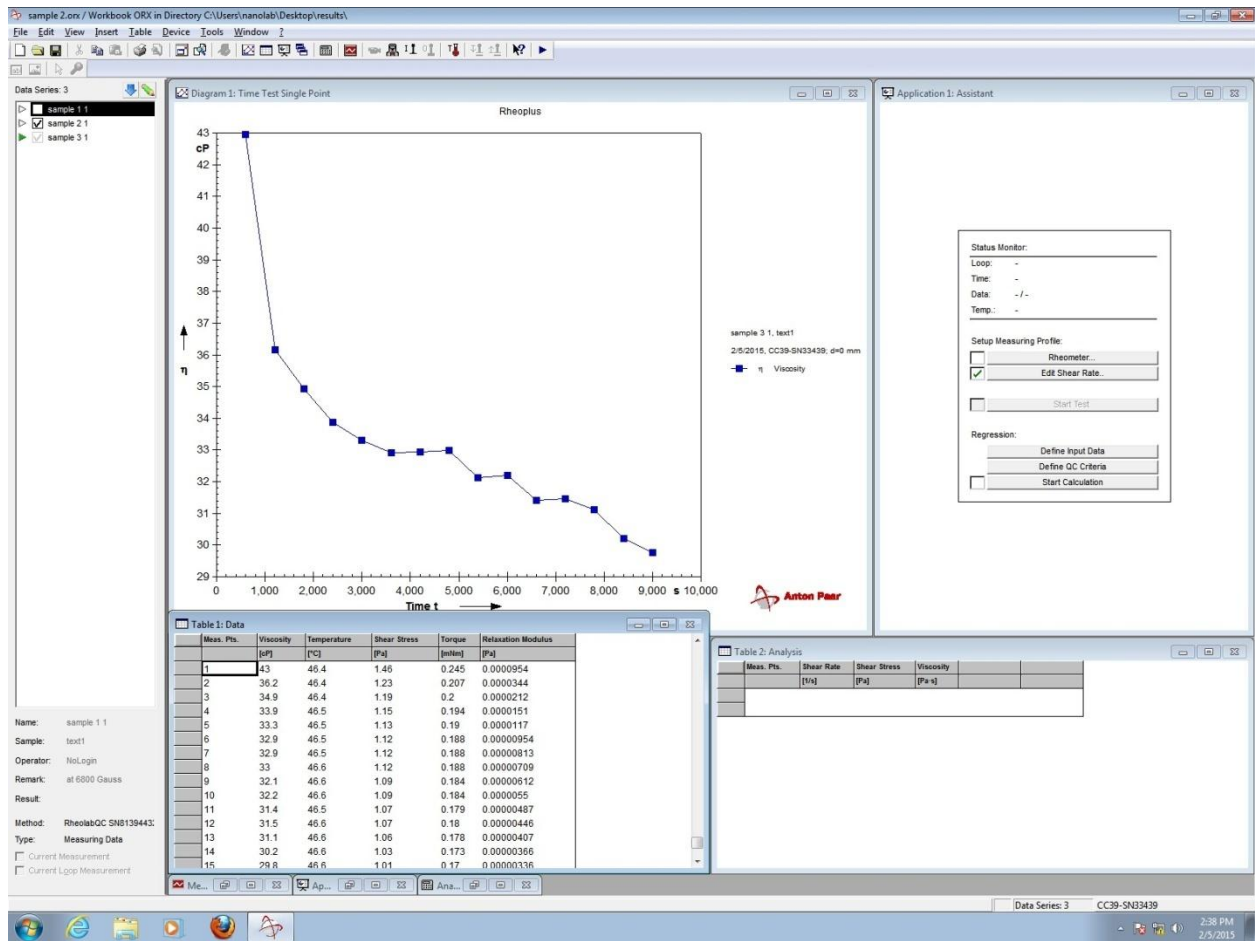 sample 2.orx / Workbook ORX in Directory C:\Users\nanolab\Desktop\results\
File Edit View Insert Table Device Tools Window ?
Data Series: 3
sample 1 1
sample 2 1
sample 3 1
Diagram 1: Time Test Single Point
Rheoplus
43
cP
42
41
40
39
38
37
36
η
35
34
33
32
31
30
29
0 1,000 2,000 3,000 4,000 5,000 6,000 7,000 8,000 9,000 s 10,000
Time t
sample 3 1, text1
2/5/2015, CC39-SN33439; d=0 mm
η Viscosity
Anton Paar
Application 1: Assistant
Status Monitor:
Loop: -
Time: -
Data: - / -
Temp.: -
Setup Measuring Profile:
Rheometer...
Edit Shear Rate..
Start Test
Regression:
Define Input Data
Define QC Criteria
Start Calculation
Table 1: Data
Meas. Pts. Viscosity Temperature Shear Stress Torque Relaxation Modulus
[cP] [°C] [Pa] [mNm] [Pa]
1 43 46.4 1.46 0.245 0.0000954
2 36.2 46.4 1.23 0.207 0.0000344
3 34.9 46.4 1.19 0.2 0.0000212
4 33.9 46.5 1.15 0.194 0.0000151
5 33.3 46.5 1.13 0.19 0.0000117
6 32.9 46.5 1.12 0.188 0.00000954
7 32.9 46.5 1.12 0.188 0.00000813
8 33 46.6 1.12 0.188 0.00000709
9 32.1 46.6 1.09 0.184 0.00000612
10 32.2 46.6 1.09 0.184 0.0000055
11 31.4 46.5 1.07 0.179 0.00000487
12 31.5 46.6 1.07 0.18 0.00000446
13 31.1 46.6 1.06 0.178 0.00000407
14 30.2 46.6 1.03 0.173 0.00000366
15 29.8 46.6 1.01 0.17 0.00000336
Table 2: Analysis
Meas. Pts. Shear Rate Shear Stress Viscosity
[1/s] [Pa] [Pa·s]
Name: sample 1 1
Sample: text1
Operator: NoLogin
Remark: at 6800 Gauss
Result:
Method: RheolabQC SN8139443
Type: Measuring Data
Current Measurement
Current Loop Measurement
Me... Ap... Ana...
Data Series: 3 CC39-SN33439
2:38 PM
2/5/2015